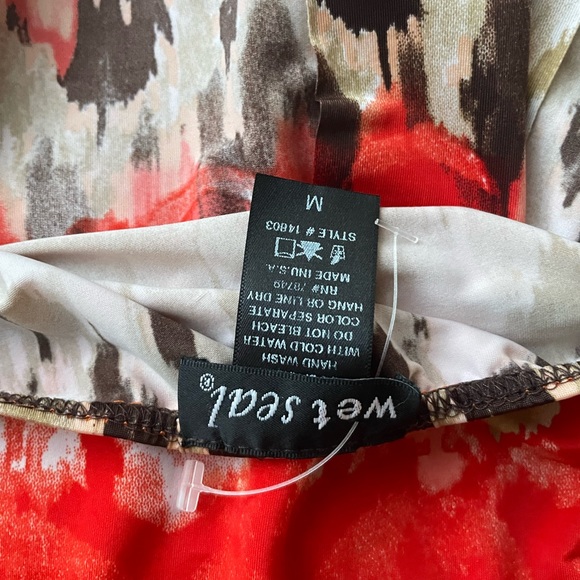 wet seal®
HAND WASH
WITH COLD WATER
DO NOT BLEACH
COLOR SEPARATE
HANG OR LINE DRY
RN# 78749
MADE IN U.S.A.
STYLE # 14803
M